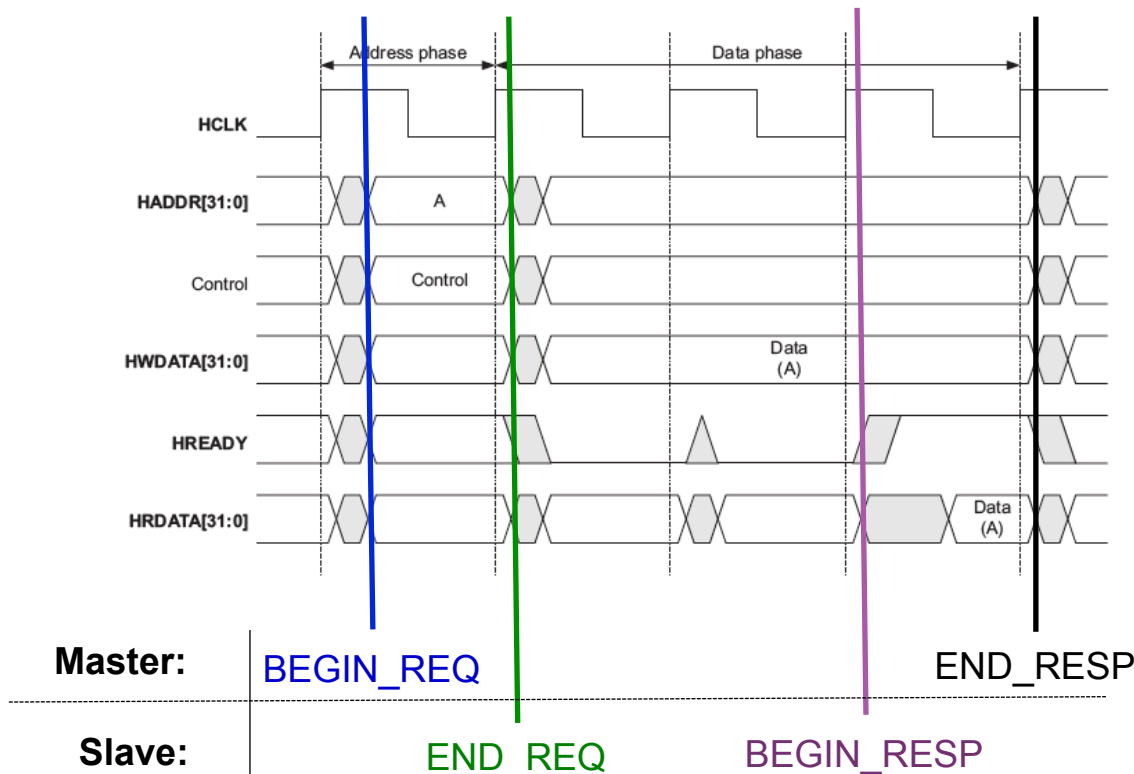 Address phase
Data phase
HCLK
HADDR[31:0]
A
Control
Control
HWDATA[31:0]
Data
(A)
HREADY
HRDATA[31:0]
Data
(A)
Master:
BEGIN_REQ
END_RESP
Slave:
END_REQ
BEGIN_RESP